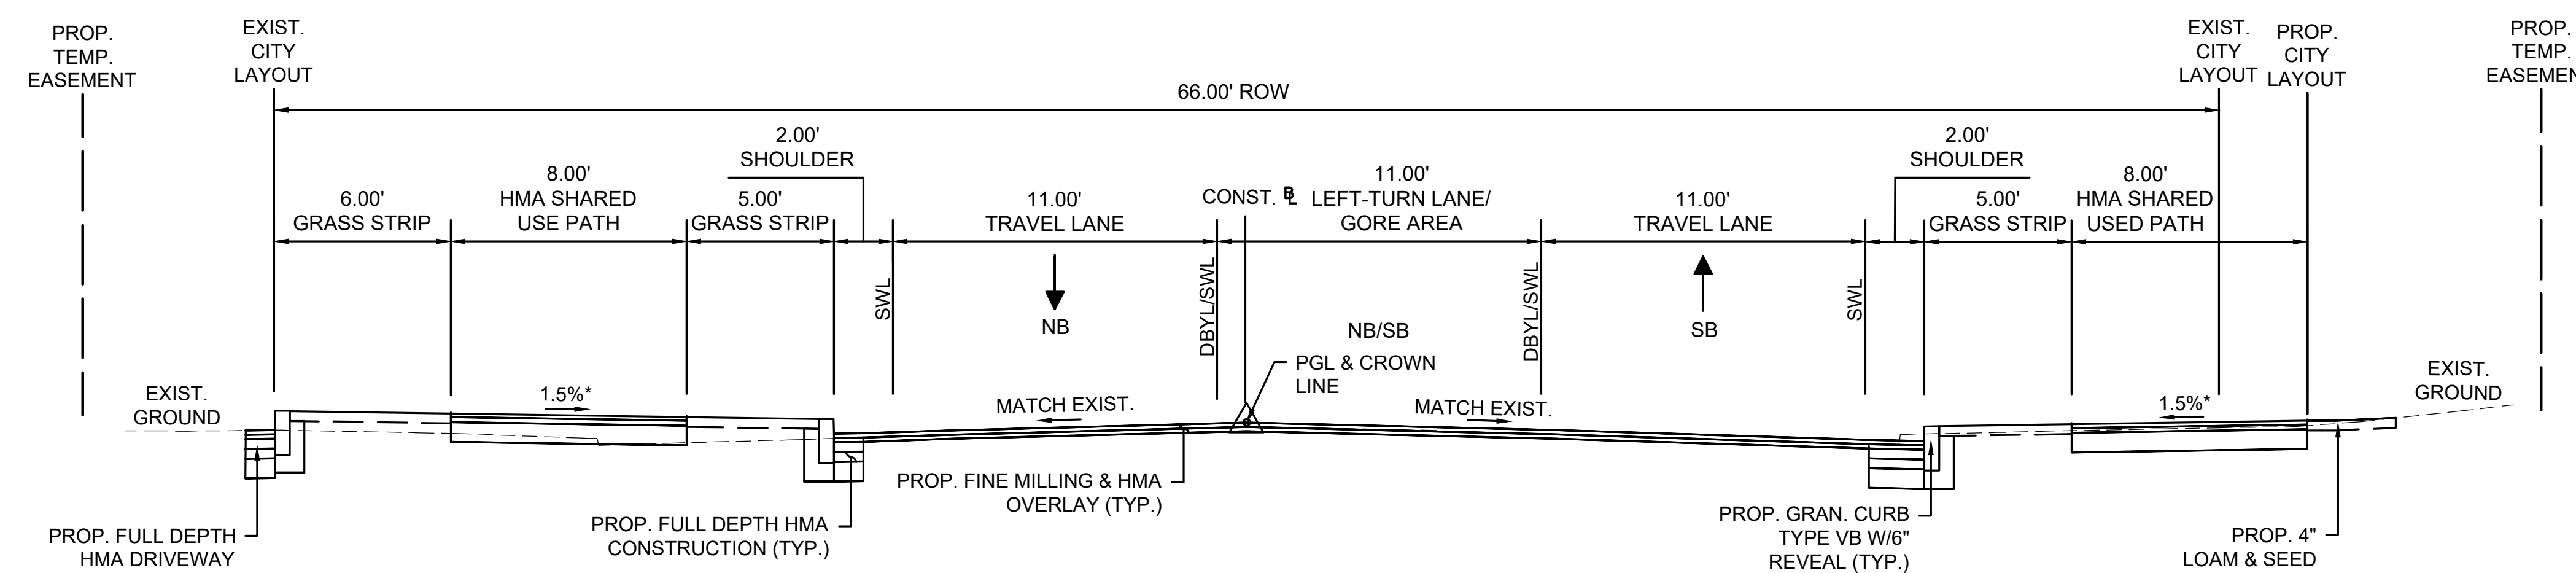 PROP.
TEMP.
EASEMENT
EXIST.
CITY
LAYOUT
EXIST.
CITY
LAYOUT
PROP.
CITY
LAYOUT
PROP.
TEMP.
EASEMEN
66.00' ROW
2.00'
SHOULDER
2.00'
SHOULDER
6.00'
GRASS STRIP
8.00'
HMA SHARED
USE PATH
5.00'
GRASS STRIP
11.00'
TRAVEL LANE
CONST. BL
11.00'
LEFT-TURN LANE/
GORE AREA
11.00'
TRAVEL LANE
5.00'
GRASS STRIP
8.00'
HMA SHARED
USED PATH
SWL
DBYL/SWL
DBYL/SWL
SWL
NB
NB/SB
SB
PGL & CROWN
LINE
EXIST.
GROUND
1.5%*
MATCH EXIST.
MATCH EXIST.
1.5%*
EXIST.
GROUND
PROP. FULL DEPTH
HMA DRIVEWAY
PROP. FULL DEPTH HMA
CONSTRUCTION (TYP.)
PROP. FINE MILLING & HMA
OVERLAY (TYP.)
PROP. GRAN. CURB
TYPE VB W/6"
REVEAL (TYP.)
PROP. 4"
LOAM & SEED